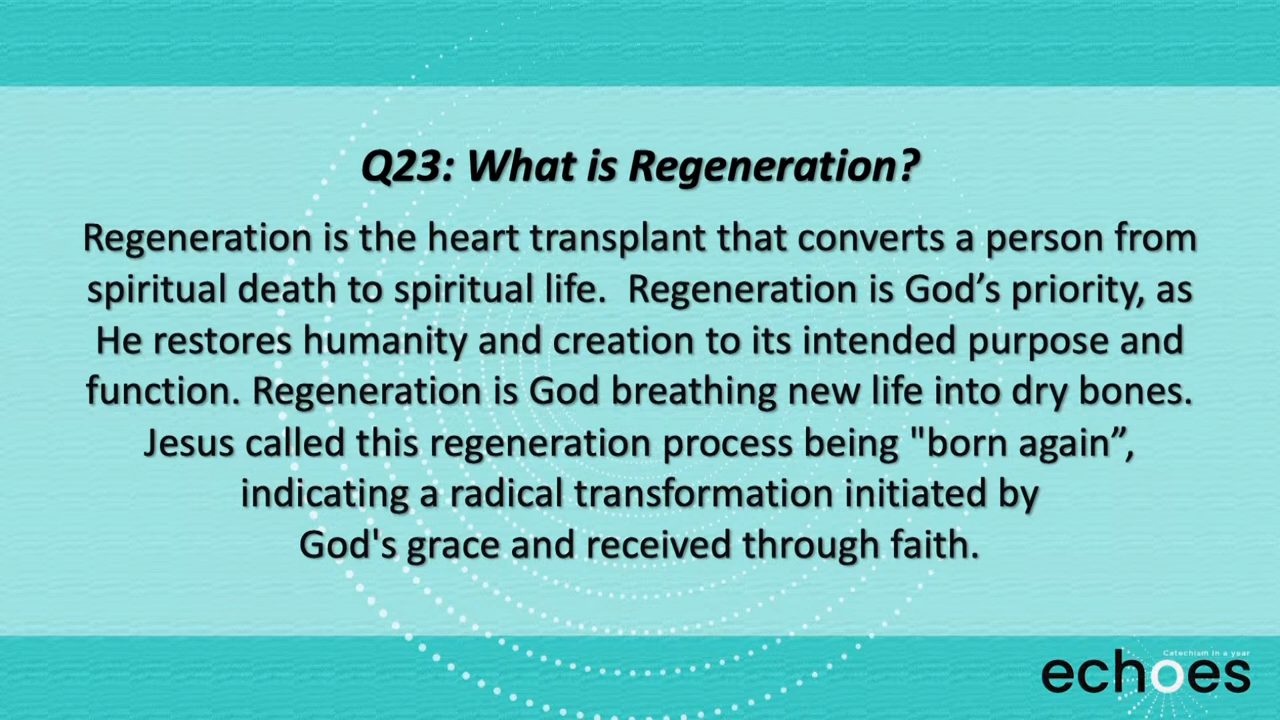 Q23: What is Regeneration?
Regeneration is the heart transplant that converts a person from
spiritual death to spiritual life.  Regeneration is God’s priority, as
He restores humanity and creation to its intended purpose and
function. Regeneration is God breathing new life into dry bones.
Jesus called this regeneration process being "born again”,
indicating a radical transformation initiated by
God's grace and received through faith.
Catechism in a year
echoes